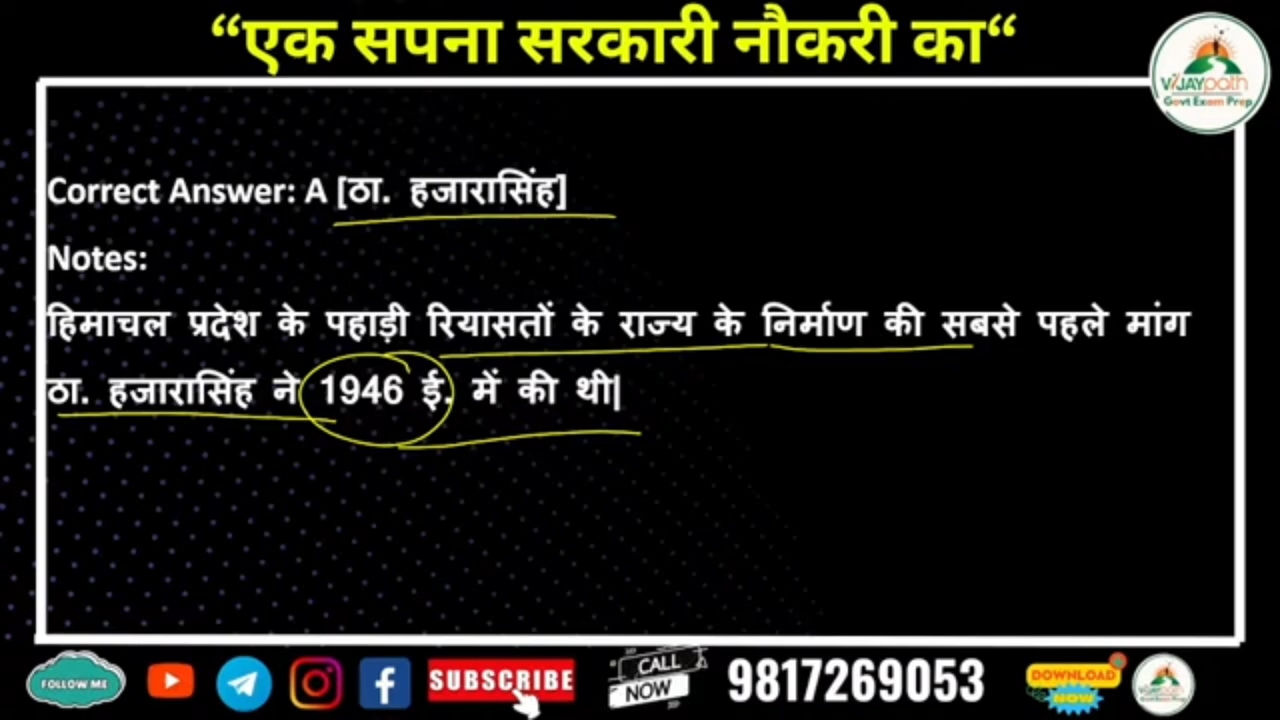 “एक सपना सरकारी नौकरी का“
VIJAYpath
Govt Exam Prep
Correct Answer: A [ठा. हजारासिंह]
Notes:
हिमाचल प्रदेश के पहाड़ी रियासतों के राज्य के निर्माण की सबसे पहले मांग
ठा. हजारासिंह ने 1946 ई. में की थी|
FOLLOW ME
SUBSCRIBE
CALL
NOW
9817269053
DOWNLOAD
NOW
VIJAYpath